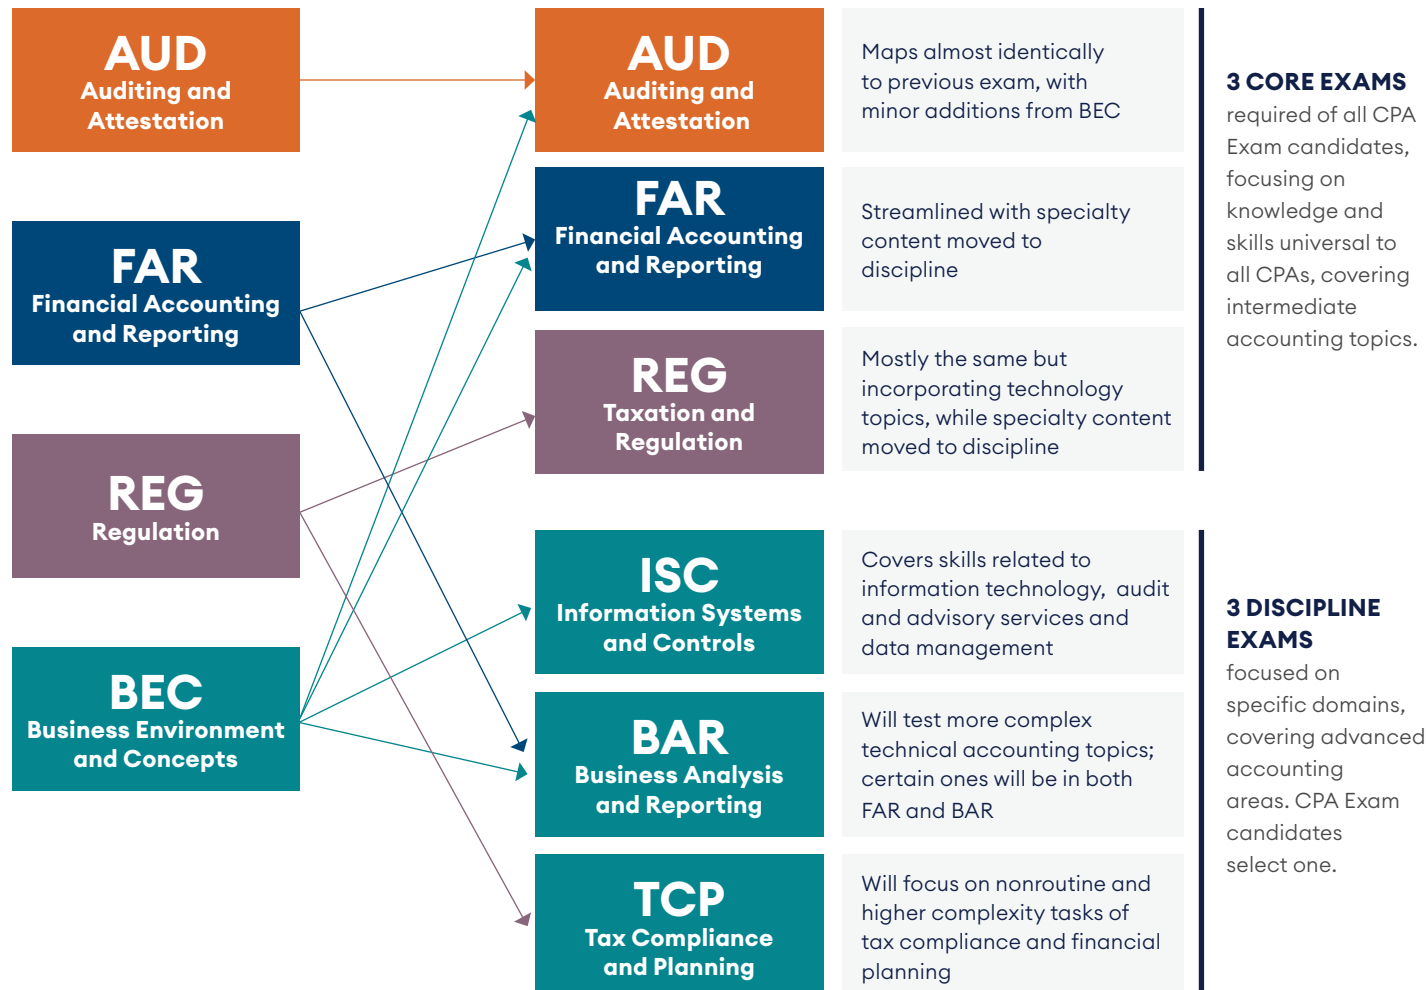 AUD
Auditing and
Attestation
FAR
Financial Accounting
and Reporting
REG
Regulation
BEC
Business Environment
and Concepts
AUD
Auditing and
Attestation
Maps almost identically
to previous exam, with
minor additions from BEC
FAR
Financial Accounting
and Reporting
Streamlined with specialty
content moved to
discipline
REG
Taxation and
Regulation
Mostly the same but
incorporating technology
topics, while specialty content
moved to discipline
3 CORE EXAMS
required of all CPA
Exam candidates,
focusing on
knowledge and
skills universal to
all CPAs, covering
intermediate
accounting topics.
ISC
Information Systems
and Controls
Covers skills related to
information technology, audit
and advisory services and
data management
BAR
Business Analysis
and Reporting
Will test more complex
technical accounting topics;
certain ones will be in both
FAR and BAR
TCP
Tax Compliance
and Planning
Will focus on nonroutine and
higher complexity tasks of
tax compliance and financial
planning
3 DISCIPLINE
EXAMS
focused on
specific domains,
covering advanced
accounting
areas. CPA Exam
candidates
select one.